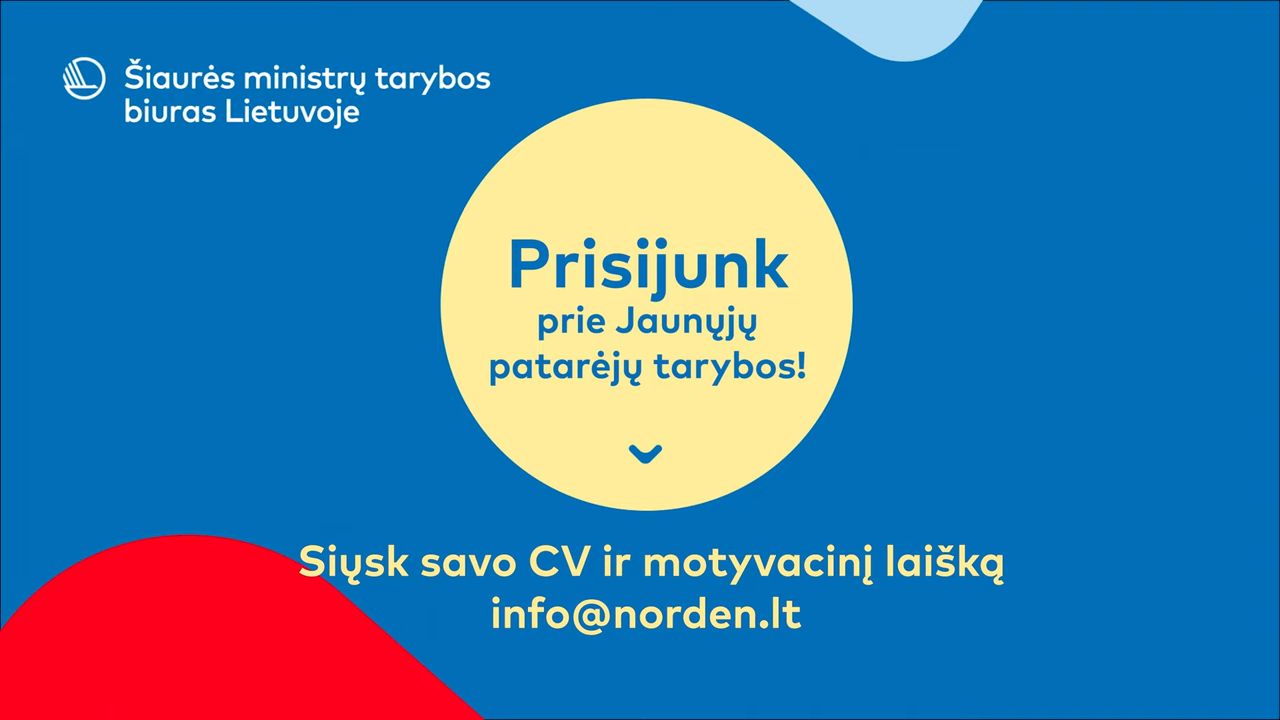 Šiaurės ministrų tarybos
biuras Lietuvoje
Prisijunk
prie Jaunųjų
patarėjų tarybos!
Siųsk savo CV ir motyvacinį laišką
info@norden.lt